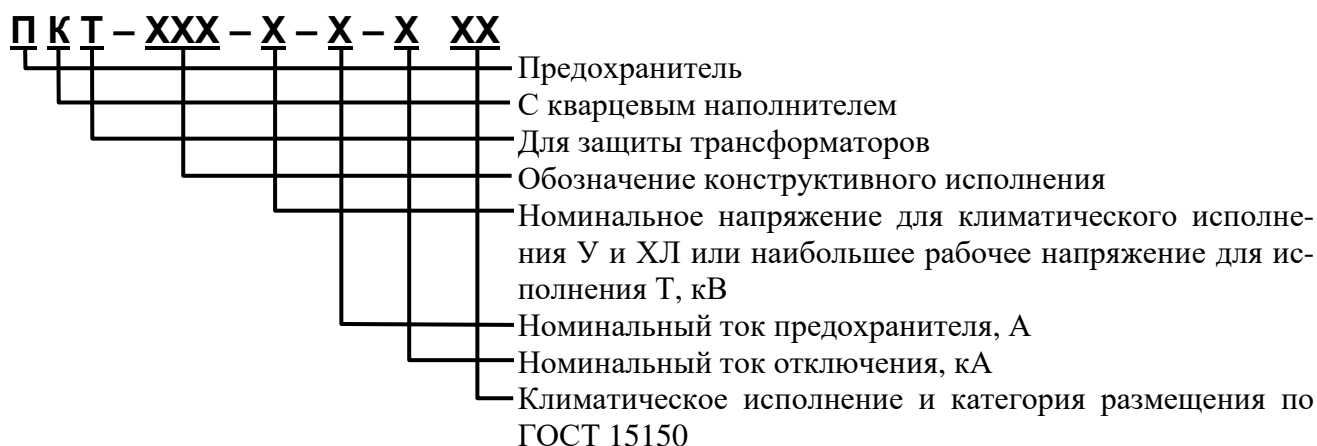 ПКТ – ХХХ – Х – Х – Х ХХ
Предохранитель
С кварцевым наполнителем
Для защиты трансформаторов
Обозначение конструктивного исполнения
Номинальное напряжение для климатического исполне-
ния У и ХЛ или наибольшее рабочее напряжение для ис-
полнения Т, кВ
Номинальный ток предохранителя, А
Номинальный ток отключения, кА
Климатическое исполнение и категория размещения по
ГОСТ 15150